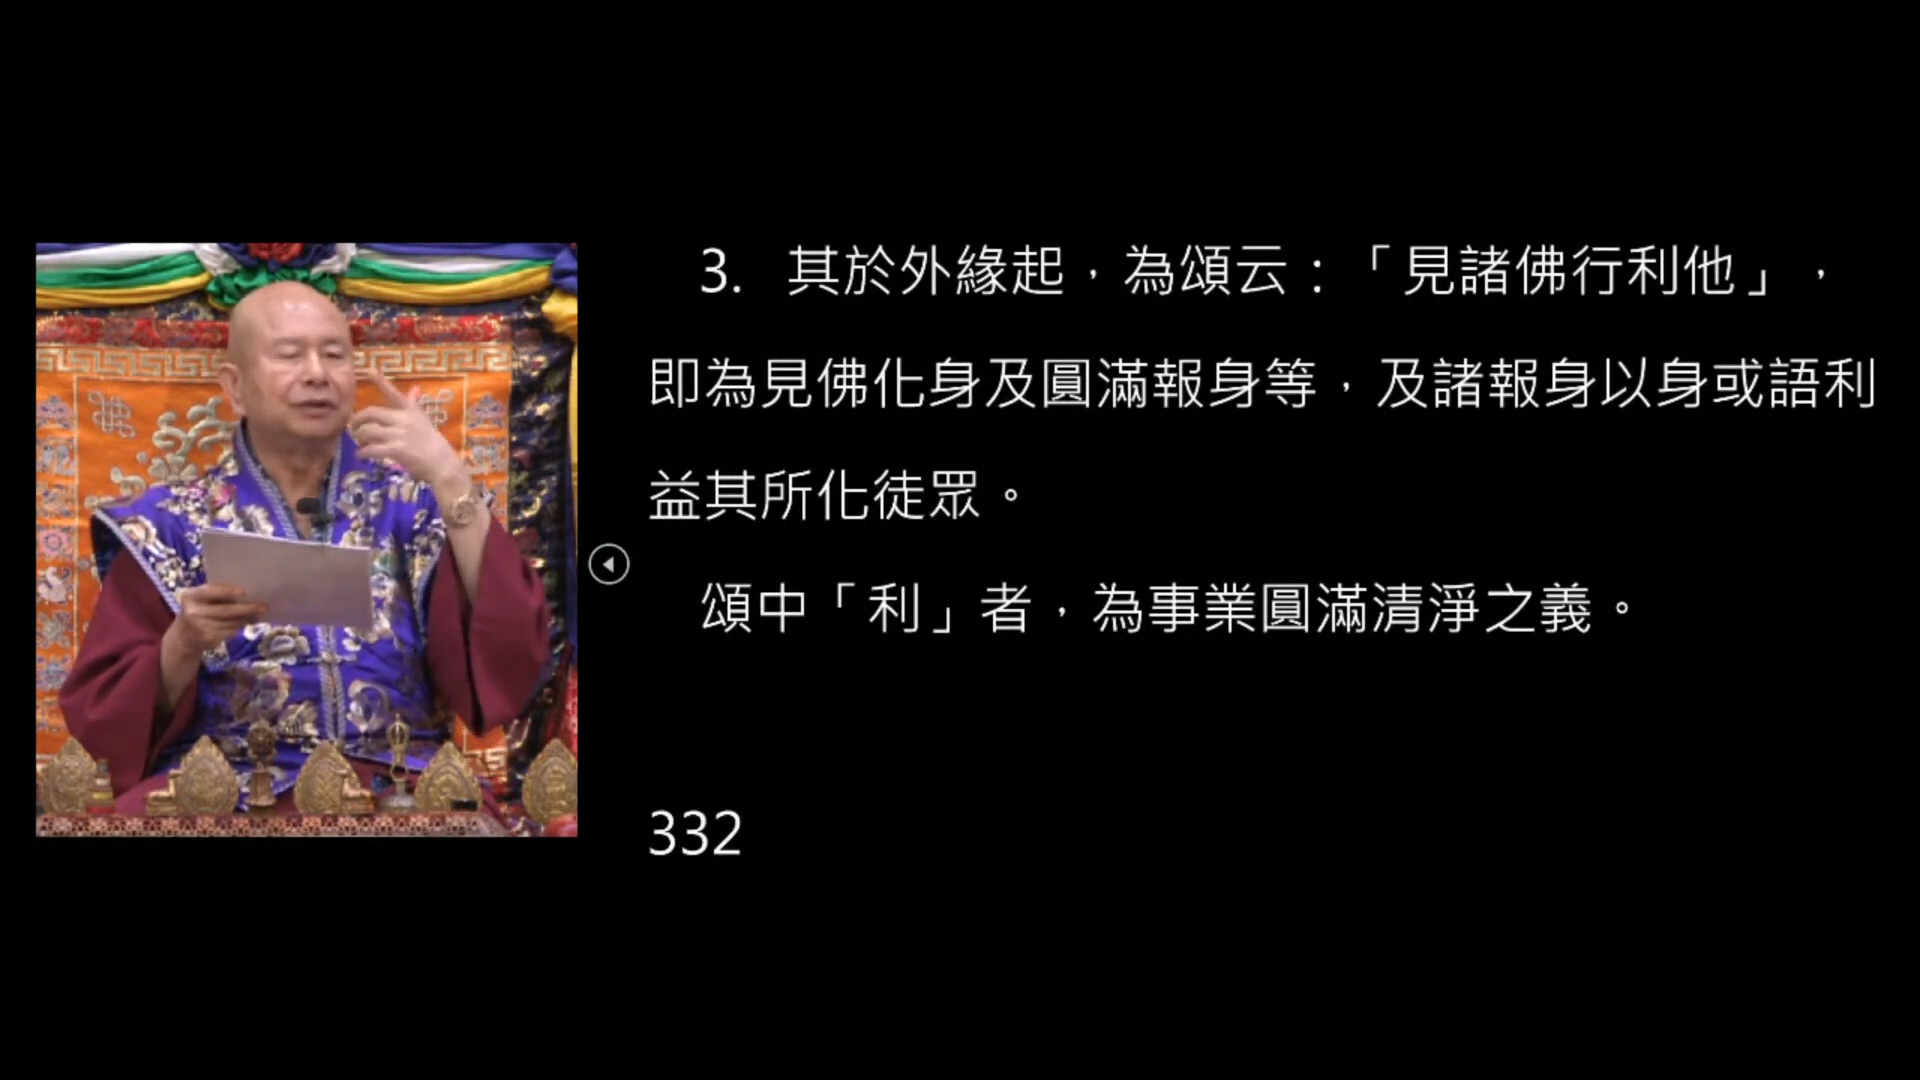 3. 其於外緣起，為頌云：「見諸佛行利他」，
即為見佛化身及圓滿報身等，及諸報身以身或語利
益其所化徒眾。
頌中「利」者，為事業圓滿清淨之義。
332